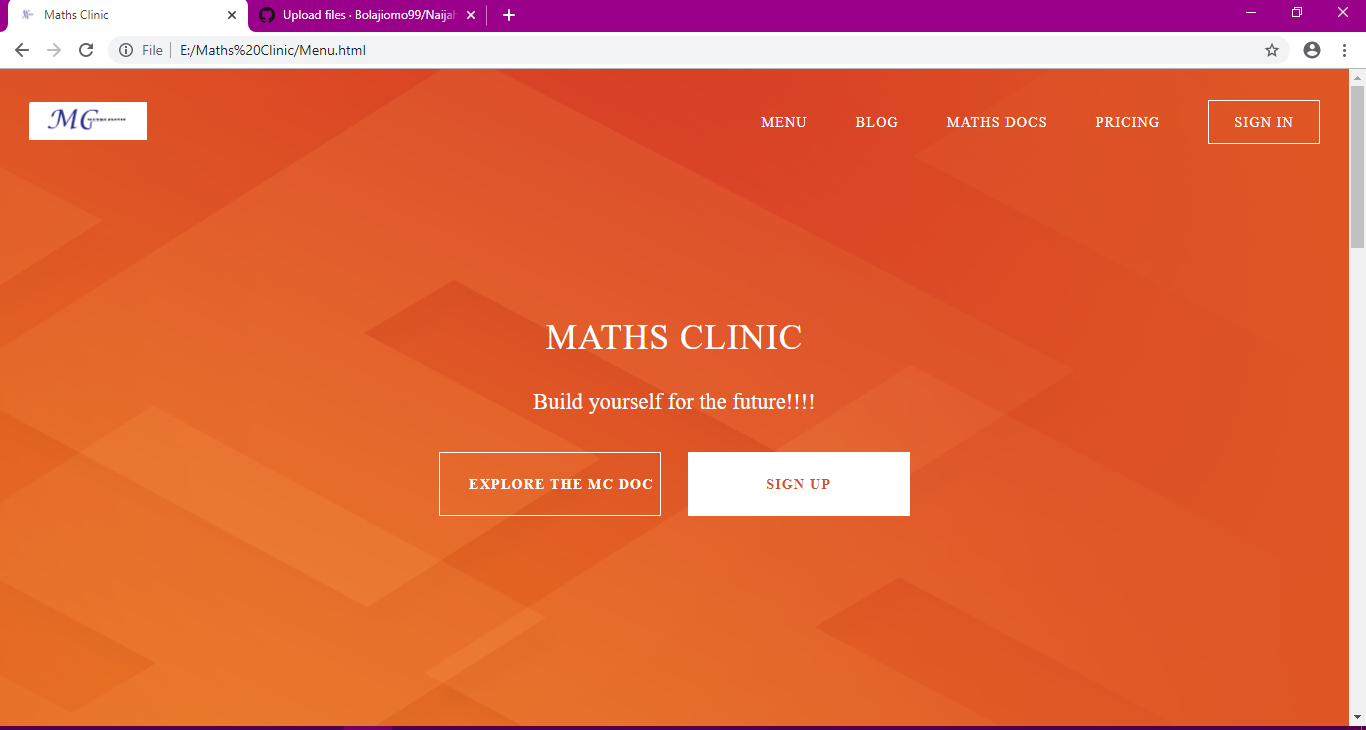 Maths Clinic
Upload files · Bolajiomo99/Naijah
File
E:/Maths%20Clinic/Menu.html
MC
MENU
BLOG
MATHS DOCS
PRICING
SIGN IN
MATHS CLINIC
Build yourself for the future!!!!
EXPLORE THE MC DOC
SIGN UP